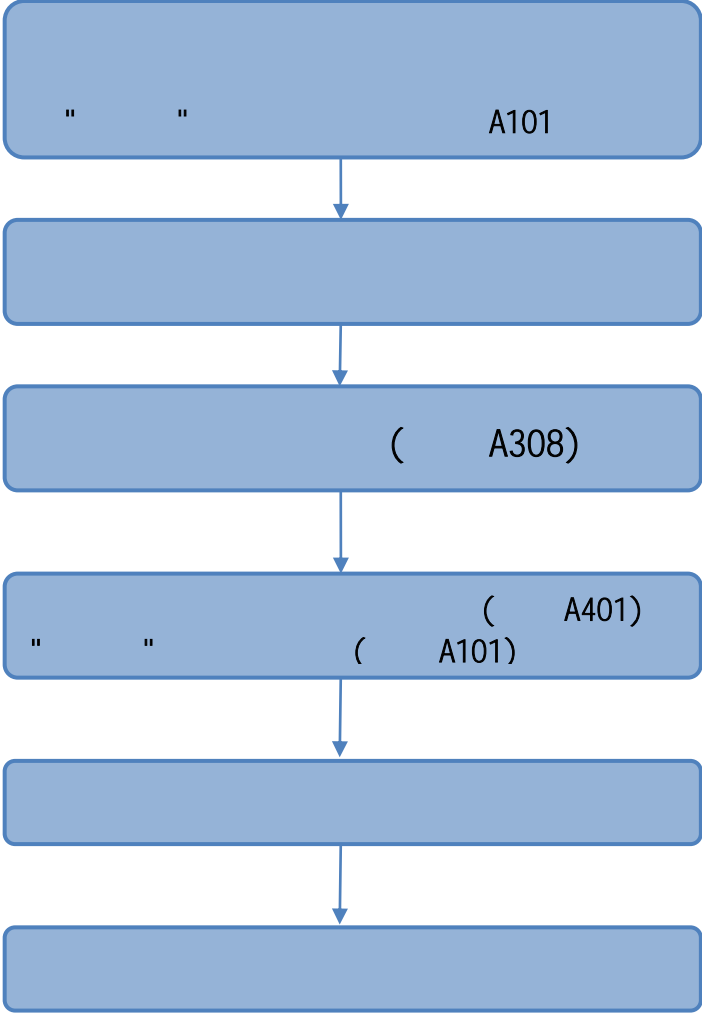 " " A101
( A308)
( A401)
" " ( A101)